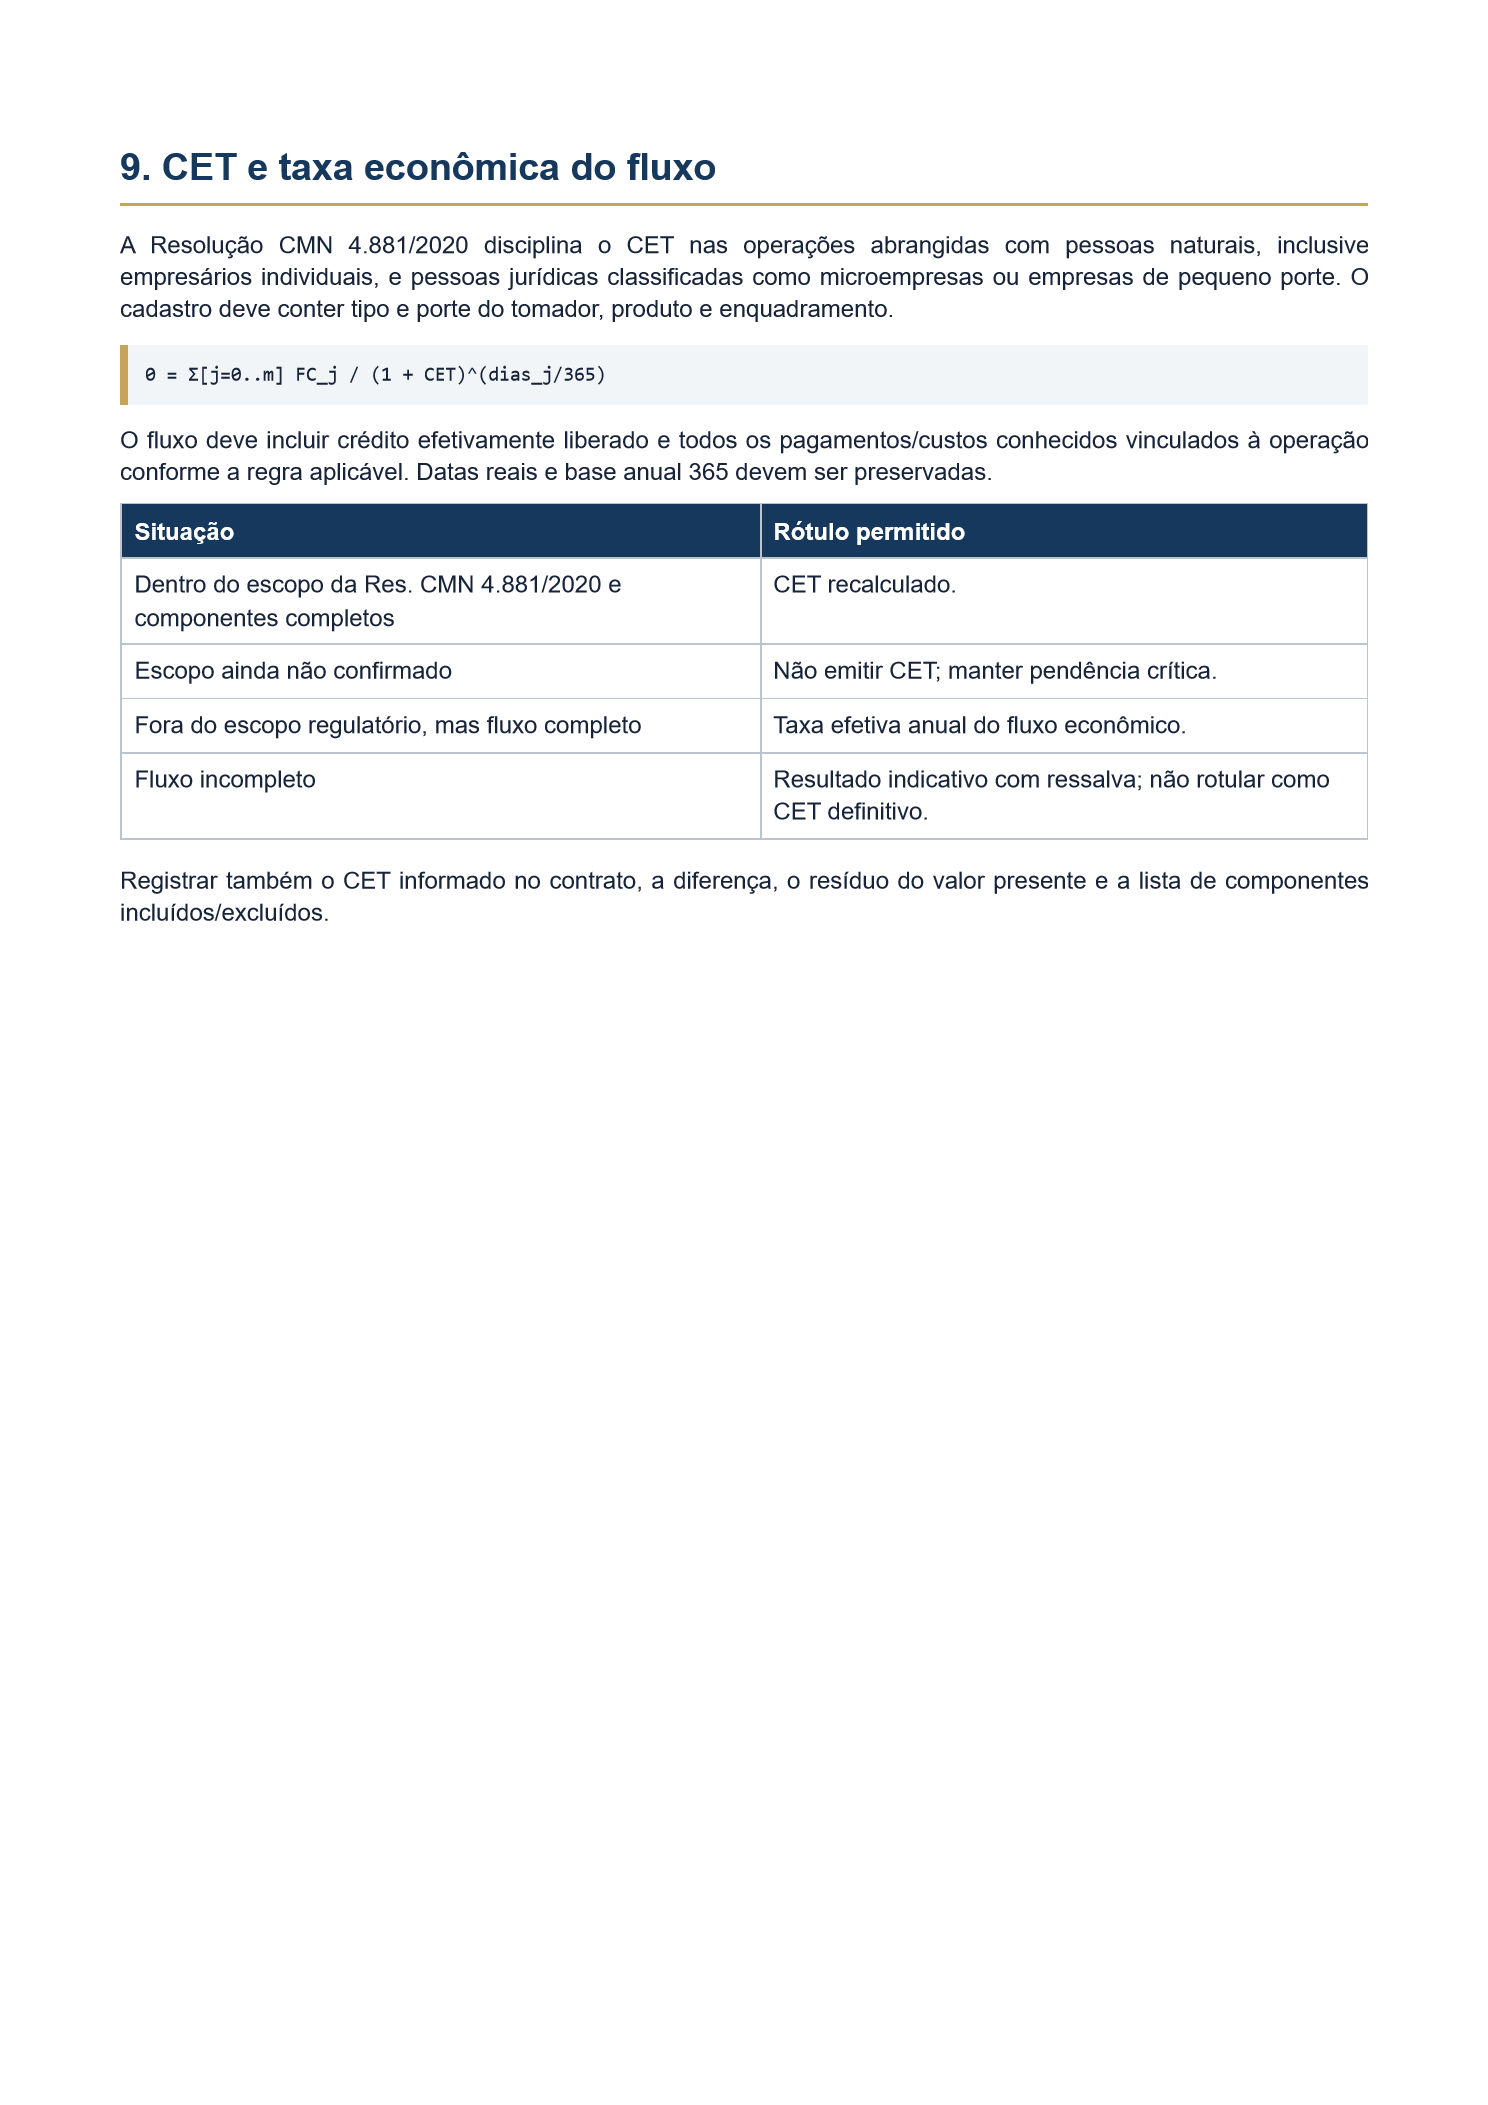 9. CET e taxa econômica do fluxo
A Resolução CMN 4.881/2020 disciplina o CET nas operações abrangidas com pessoas naturais, inclusive
empresários individuais, e pessoas jurídicas classificadas como microempresas ou empresas de pequeno porte. O
cadastro deve conter tipo e porte do tomador, produto e enquadramento.
0 = Σ[j=0..m] FC_j / (1 + CET)^(dias_j/365)
O fluxo deve incluir crédito efetivamente liberado e todos os pagamentos/custos conhecidos vinculados à operação
conforme a regra aplicável. Datas reais e base anual 365 devem ser preservadas.
Situação
Rótulo permitido
Dentro do escopo da Res. CMN 4.881/2020 e
componentes completos
CET recalculado.
Escopo ainda não confirmado
Não emitir CET; manter pendência crítica.
Fora do escopo regulatório, mas fluxo completo
Taxa efetiva anual do fluxo econômico.
Fluxo incompleto
Resultado indicativo com ressalva; não rotular como
CET definitivo.
Registrar também o CET informado no contrato, a diferença, o resíduo do valor presente e a lista de componentes
incluídos/excluídos.